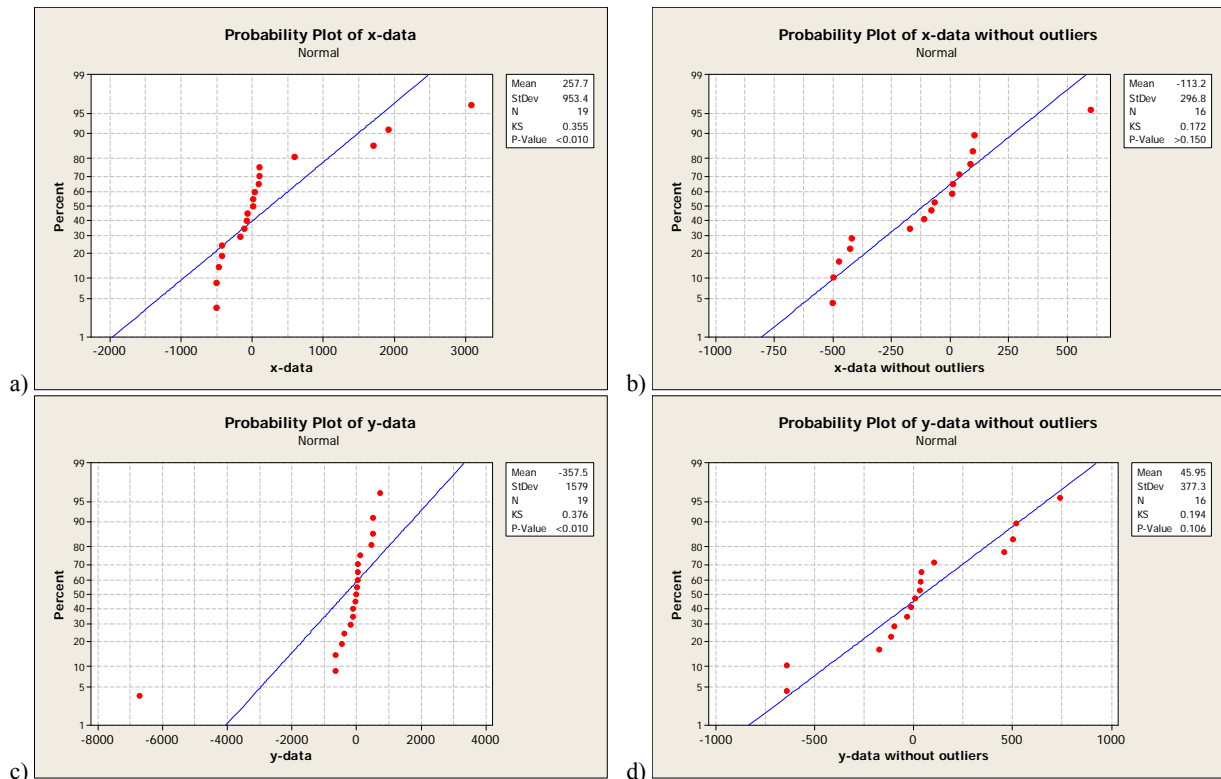 Probability Plot of x-data
Normal
99
95
90
80
70
60
50
40
30
20
10
5
1
Percent
-2000 -1000 0 1000 2000 3000
x-data
Mean 257.7
StDev 953.4
N 19
KS 0.355
P-Value <0.010
a)
Probability Plot of x-data without outliers
Normal
99
95
90
80
70
60
50
40
30
20
10
5
1
Percent
-1000 -750 -500 -250 0 250 500
x-data without outliers
Mean -113.2
StDev 296.8
N 16
KS 0.172
P-Value >0.150
b)
Probability Plot of y-data
Normal
99
95
90
80
70
60
50
40
30
20
10
5
1
Percent
-8000 -6000 -4000 -2000 0 2000 4000
y-data
Mean -357.5
StDev 1579
N 19
KS 0.376
P-Value <0.010
c)
Probability Plot of y-data without outliers
Normal
99
95
90
80
70
60
50
40
30
20
10
5
1
Percent
-1000 -500 0 500 1000
y-data without outliers
Mean 45.95
StDev 377.3
N 16
KS 0.194
P-Value 0.106
d)